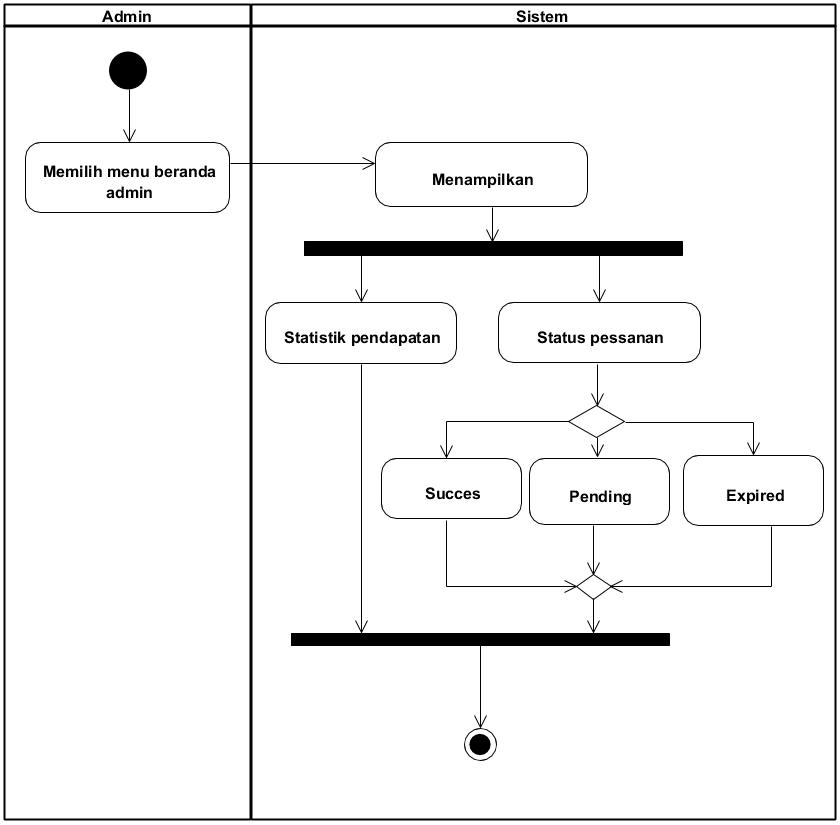 Admin
Sistem
Memilih menu beranda
admin
Menampilkan
Statistik pendapatan
Status pessanan
Succes
Pending
Expired